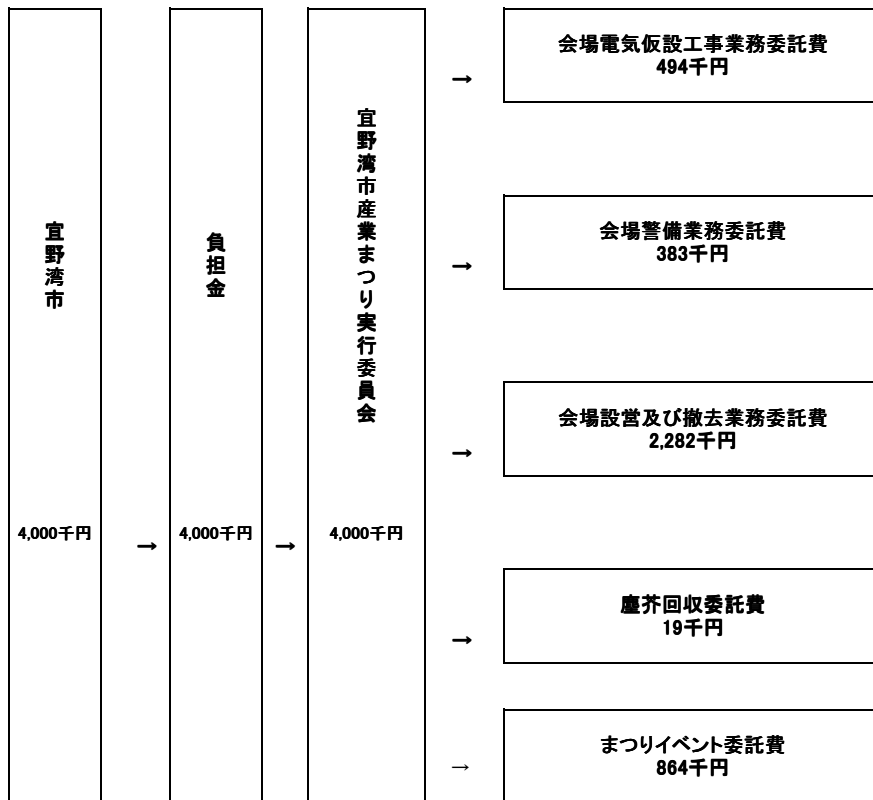 宜野湾市
4,000千円
→
負担金
4,000千円
→
宜野湾市産業まつり実行委員会
4,000千円
→
会場電気仮設工事業務委託費
494千円
→
会場警備業務委託費
383千円
→
会場設営及び撤去業務委託費
2,282千円
→
塵芥回収委託費
19千円
→
まつりイベント委託費
864千円